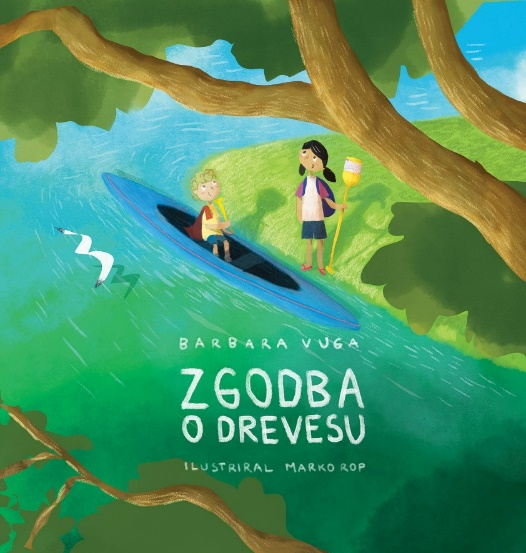 BARBARA VUGA
ZGODBA
O DREVESU
ILUSTRIRAL MARKO ROP